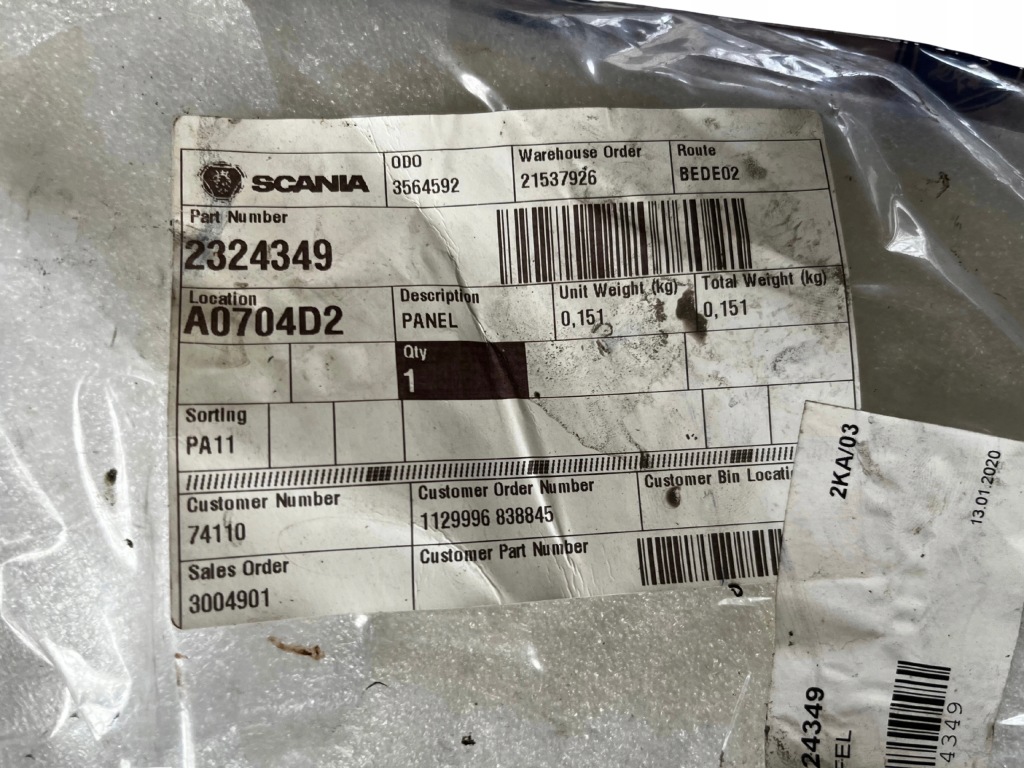 SCANIA
ODO
3564592
Warehouse Order
21537926
Route
BEDE02
Part Number
2324349
Location
A0704D2
Description
PANEL
Unit Weight (kg)
0,151
Total Weight (kg)
0,151
Qty
1
Sorting
PA11
Customer Number
74110
Customer Order Number
1129996 838845
Customer Bin Locati
Sales Order
3004901
Customer Part Number
2KA/03
13.01.2020
24349
FEL
4349